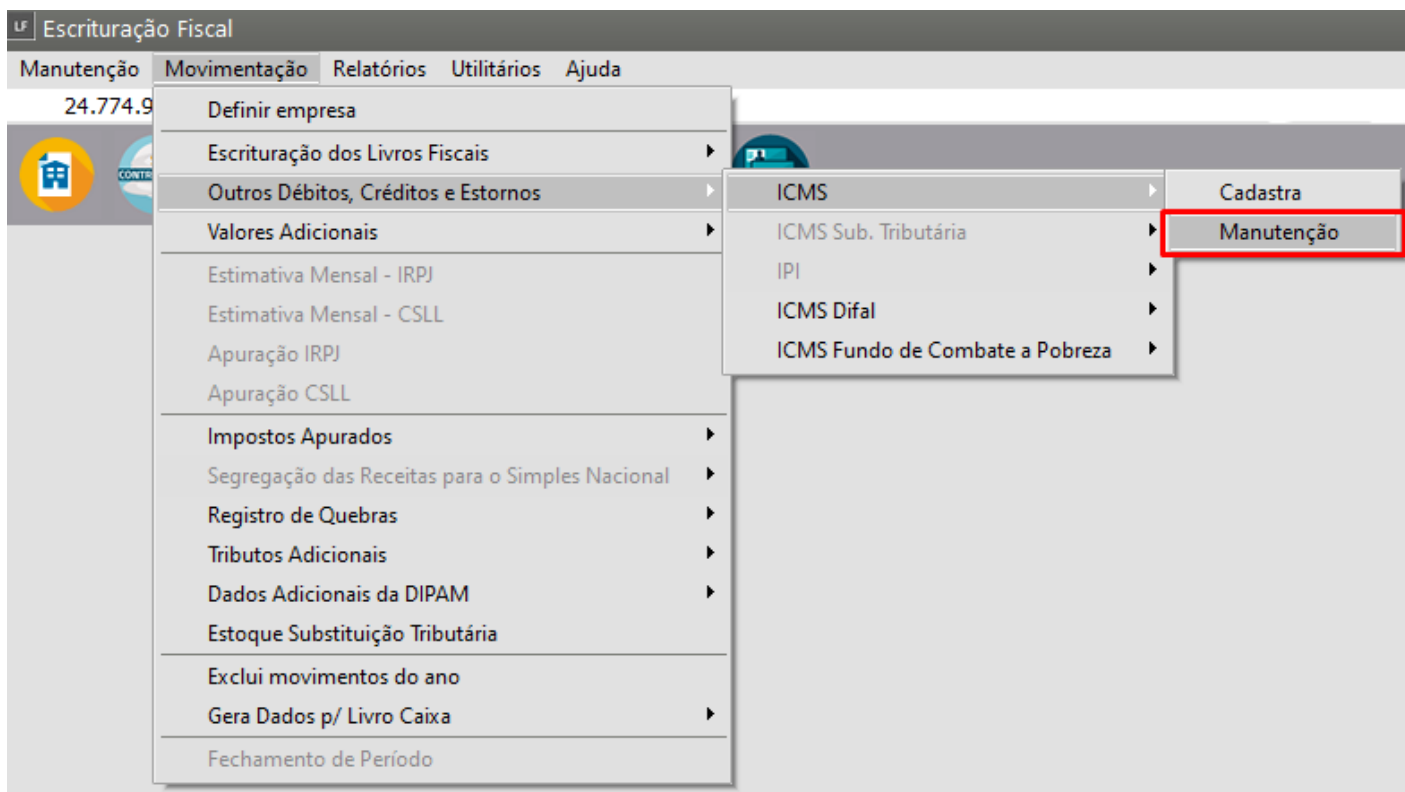 LF Escrituração Fiscal
Manutenção Movimentação Relatórios Utilitários Ajuda
24.774.9
Definir empresa
Escrituração dos Livros Fiscais
Outros Débitos, Créditos e Estornos
Valores Adicionais
Estimativa Mensal - IRPJ
Estimativa Mensal - CSLL
Apuração IRPJ
Apuração CSLL
Impostos Apurados
Segregação das Receitas para o Simples Nacional
Registro de Quebras
Tributos Adicionais
Dados Adicionais da DIPAM
Estoque Substituição Tributária
Exclui movimentos do ano
Gera Dados p/ Livro Caixa
Fechamento de Período
ICMS
ICMS Sub. Tributária
IPI
ICMS Difal
ICMS Fundo de Combate a Pobreza
Cadastra
Manutenção